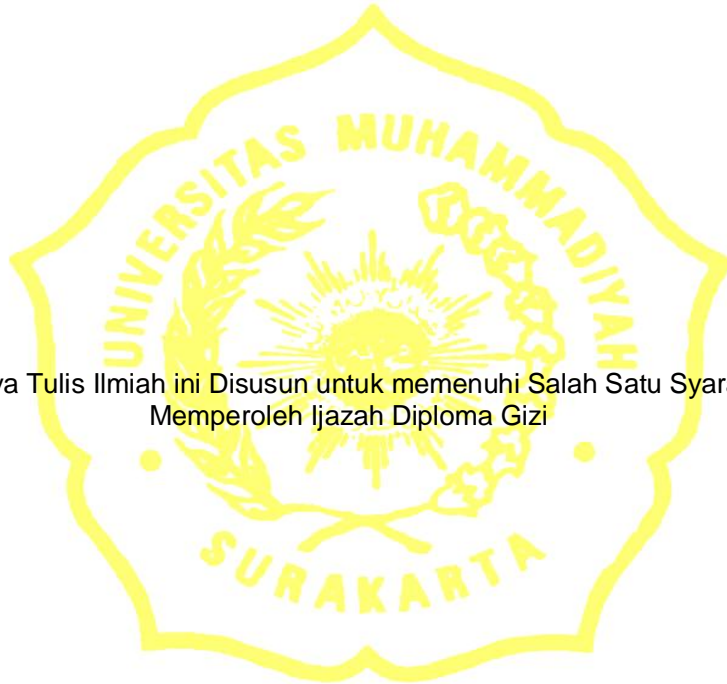 UNIVERSITAS MUHAMMADIYAH
Tulis Ilmiah ini Disusun untuk memenuhi Salah Satu
Memperoleh Ijazah Diploma Gizi
SURAKARTA